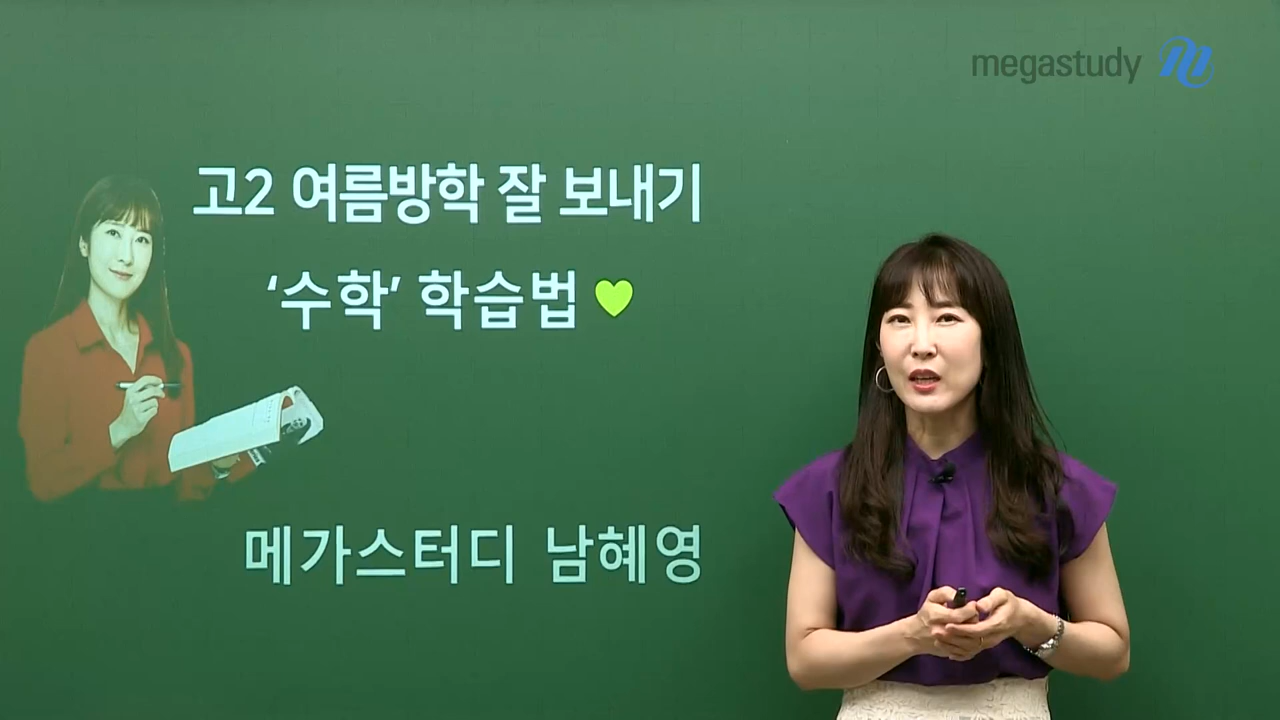 megastudy
고2 여름방학 잘 보내기
‘수학’ 학습법
메가스터디 남혜영